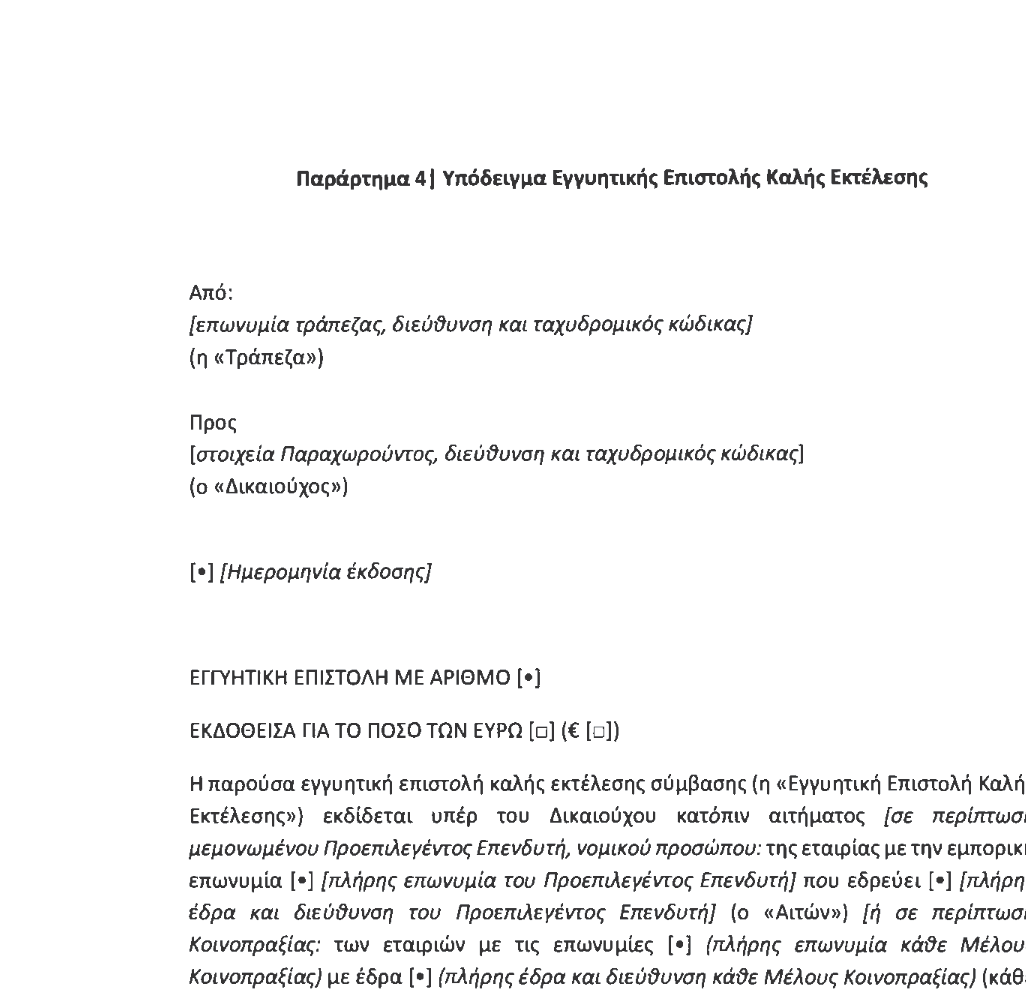 Παράρτημα 4| Υπόδειγμα Εγγυητικής Επιστολής Καλής Εκτέλεσης
Από:
[επωνυμία τράπεζας, διεύθυνση και ταχυδρομικός κώδικας]
(η «Τράπεζα»)
Προς
[στοιχεία Παραχωρούντος, διεύθυνση και ταχυδρομικός κώδικας]
(ο «Δικαιούχος»)
[•] [Ημερομηνία έκδοσης]
ΕΓΓΥΗΤΙΚΗ ΕΠΙΣΤΟΛΗ ΜΕ ΑΡΙΘΜΟ [•]
ΕΚΔΟΘΕΙΣΑ ΓΙΑ ΤΟ ΠΟΣΟ ΤΩΝ ΕΥΡΩ [□] (€ [□])
Η παρούσα εγγυητική επιστολή καλής εκτέλεσης σύμβασης (η «Εγγυητική Επιστολή Καλή
Εκτέλεσης») εκδίδεται υπέρ του Δικαιούχου κατόπιν αιτήματος [σε περίπτωσ
μεμονωμένου Προεπιλεγέντος Επενδυτή, νομικού προσώπου: της εταιρίας με την εμπορικ
επωνυμία [•] [πλήρης επωνυμία του Προεπιλεγέντος Επενδυτή] που εδρεύει [•] [πλήρη
έδρα και διεύθυνση του Προεπιλεγέντος Επενδυτή] (ο «Αιτών») [ή σε περίπτωσ
Κοινοπραξίας: των εταιριών με τις επωνυμίες [•] (πλήρης επωνυμία κάθε Μέλου
Κοινοπραξίας) με έδρα [•] (πλήρης έδρα και διεύθυνση κάθε Μέλους Κοινοπραξίας) (κάθ